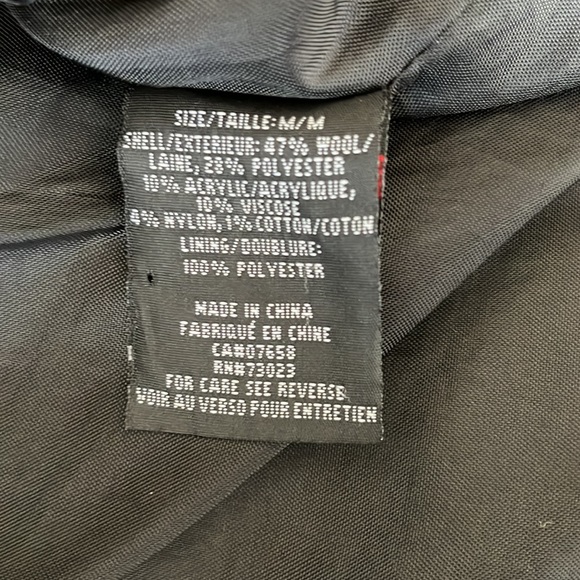 SIZE/TAILLE: M/M
SHELL/EXTERIEUR: 47% WOOL/
LAINE, 28% POLYESTER
10% ACRYLIC/ACRYLIQUE,
10% VISCOSE
4% NYLON, 1% COTTON/COTON
LINING/DOUBLURE:
100% POLYESTER
MADE IN CHINA
FABRIQUÉ EN CHINE
CA#07658
RN#73023
FOR CARE SEE REVERSE
VOIR AU VERSO POUR ENTRETIEN